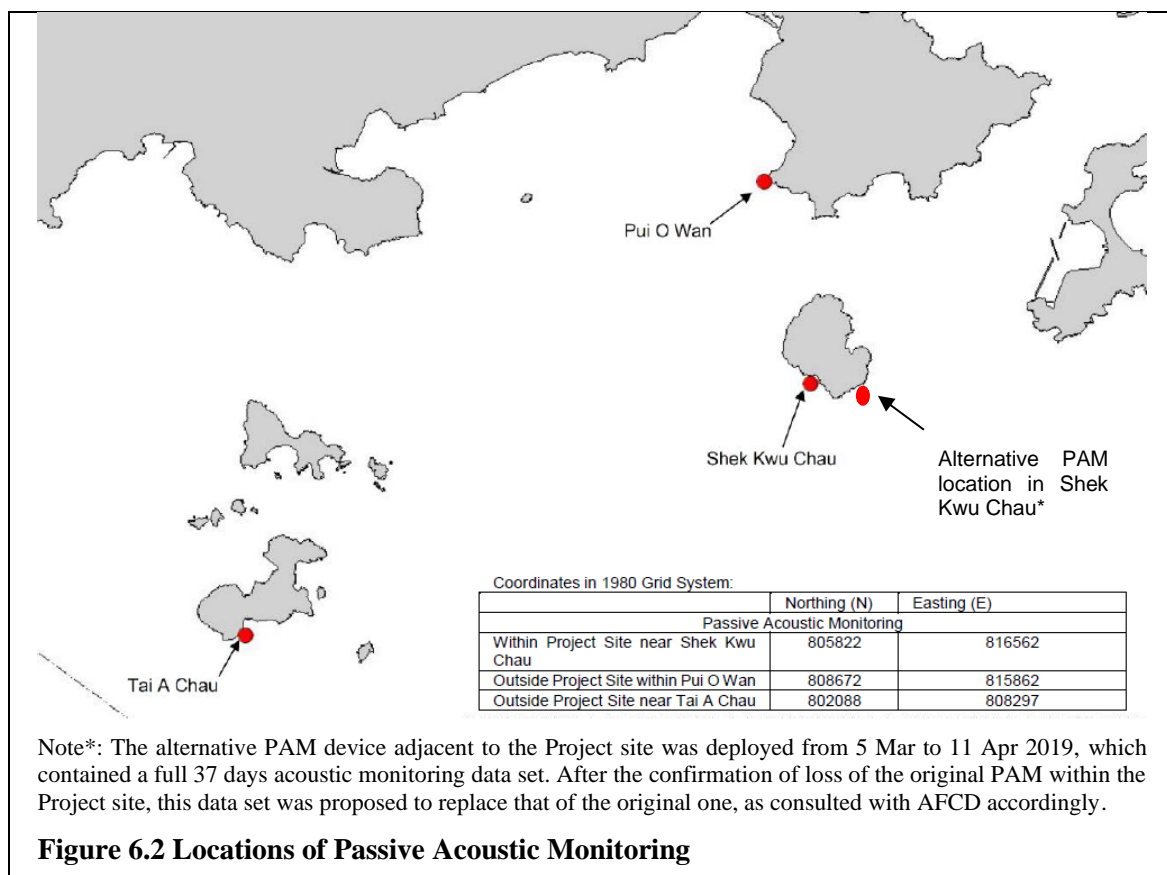 Pui O Wan
Shek Kwu Chau
Alternative PAM
location in Shek
Kwu Chau*
Tai A Chau
Coordinates in 1980 Grid System:
Northing (N) Easting (E)
Passive Acoustic Monitoring
Within Project Site near Shek Kwu
Chau 805822 816562
Outside Project Site within Pui O Wan 808672 815862
Outside Project Site near Tai A Chau 802088 808297
Note*: The alternative PAM device adjacent to the Project site was deployed from 5 Mar to 11 Apr 2019, which
contained a full 37 days acoustic monitoring data set. After the confirmation of loss of the original PAM within the
Project site, this data set was proposed to replace that of the original one, as consulted with AFCD accordingly.
Figure 6.2 Locations of Passive Acoustic Monitoring